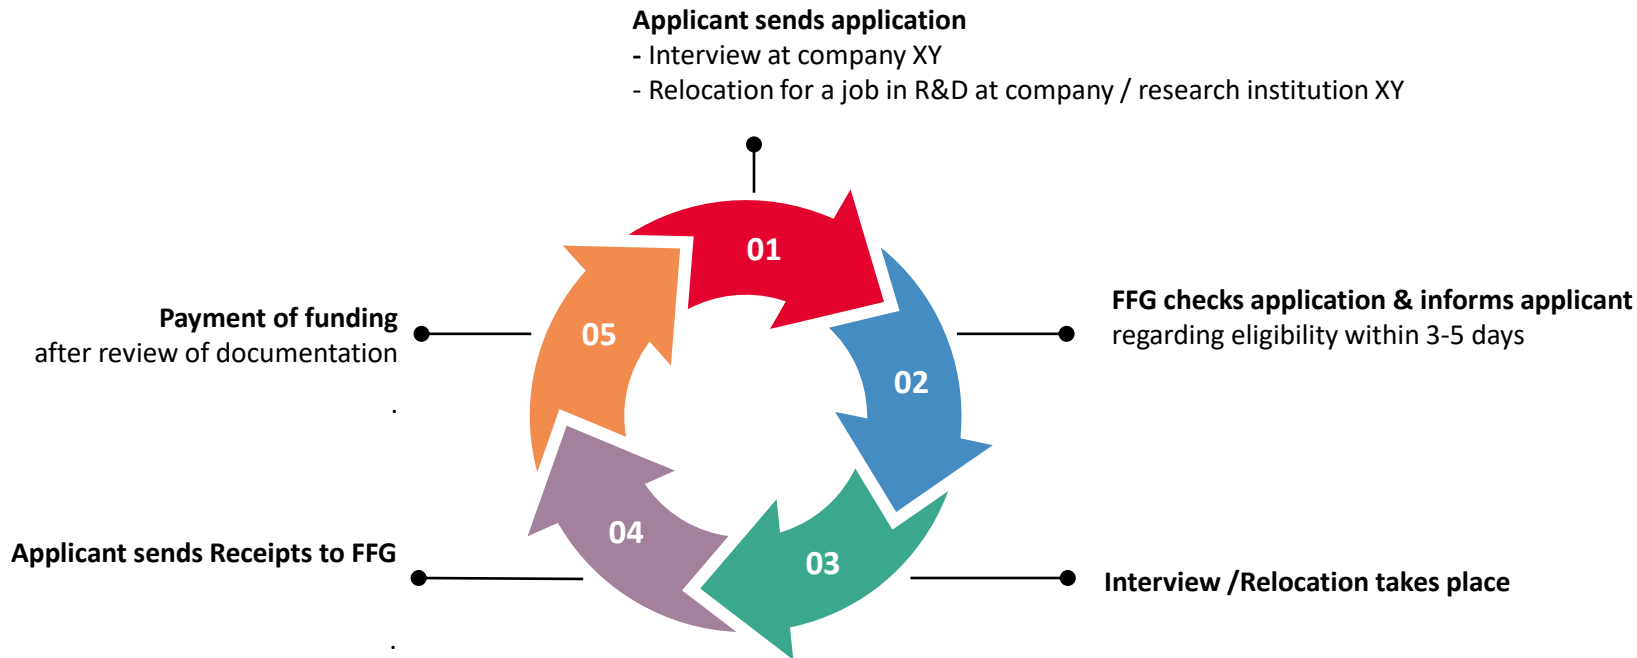 Applicant sends application
- Interview at company XY
- Relocation for a job in R&D at company / research institution XY
01
FFG checks application & informs applicant
regarding eligibility within 3-5 days
02
Interview /Relocation takes place
03
Applicant sends Receipts to FFG
.
04
Payment of funding
after review of documentation
.
05